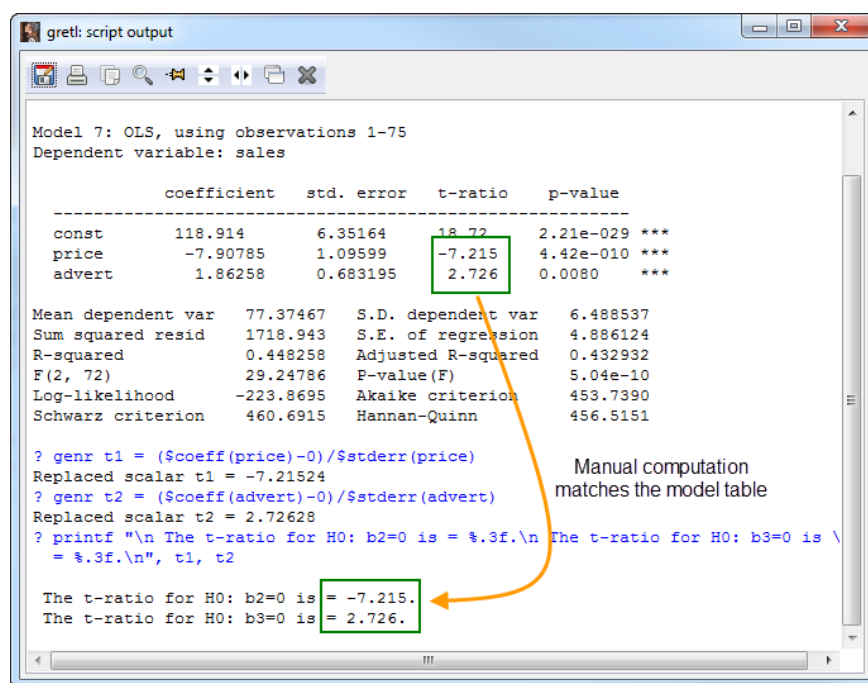 gretl: script output
Model 7: OLS, using observations 1-75
Dependent variable: sales
coefficient std. error t-ratio p-value
-----------------------------------------------------------
const 118.914 6.35164 18.72 2.21e-029 ***
price -7.90785 1.09599 -7.215 4.42e-010 ***
advert 1.86258 0.683195 2.726 0.0080 ***
Mean dependent var 77.37467 S.D. dependent var 6.488537
Sum squared resid 1718.943 S.E. of regression 4.886124
R-squared 0.448258 Adjusted R-squared 0.432932
F(2, 72) 29.24786 P-value(F) 5.04e-10
Log-likelihood -223.8695 Akaike criterion 453.7390
Schwarz criterion 460.6915 Hannan-Quinn 456.5151
? genr t1 = ($coeff(price)-0)/$stderr(price)
Replaced scalar t1 = -7.21524
? genr t2 = ($coeff(advert)-0)/$stderr(advert)
Replaced scalar t2 = 2.72628
? printf "\n The t-ratio for H0: b2=0 is = %.3f.\n The t-ratio for H0: b3=0 is \
= %.3f.\n", t1, t2
Manual computation
matches the model table
The t-ratio for H0: b2=0 is = -7.215.
The t-ratio for H0: b3=0 is = 2.726.